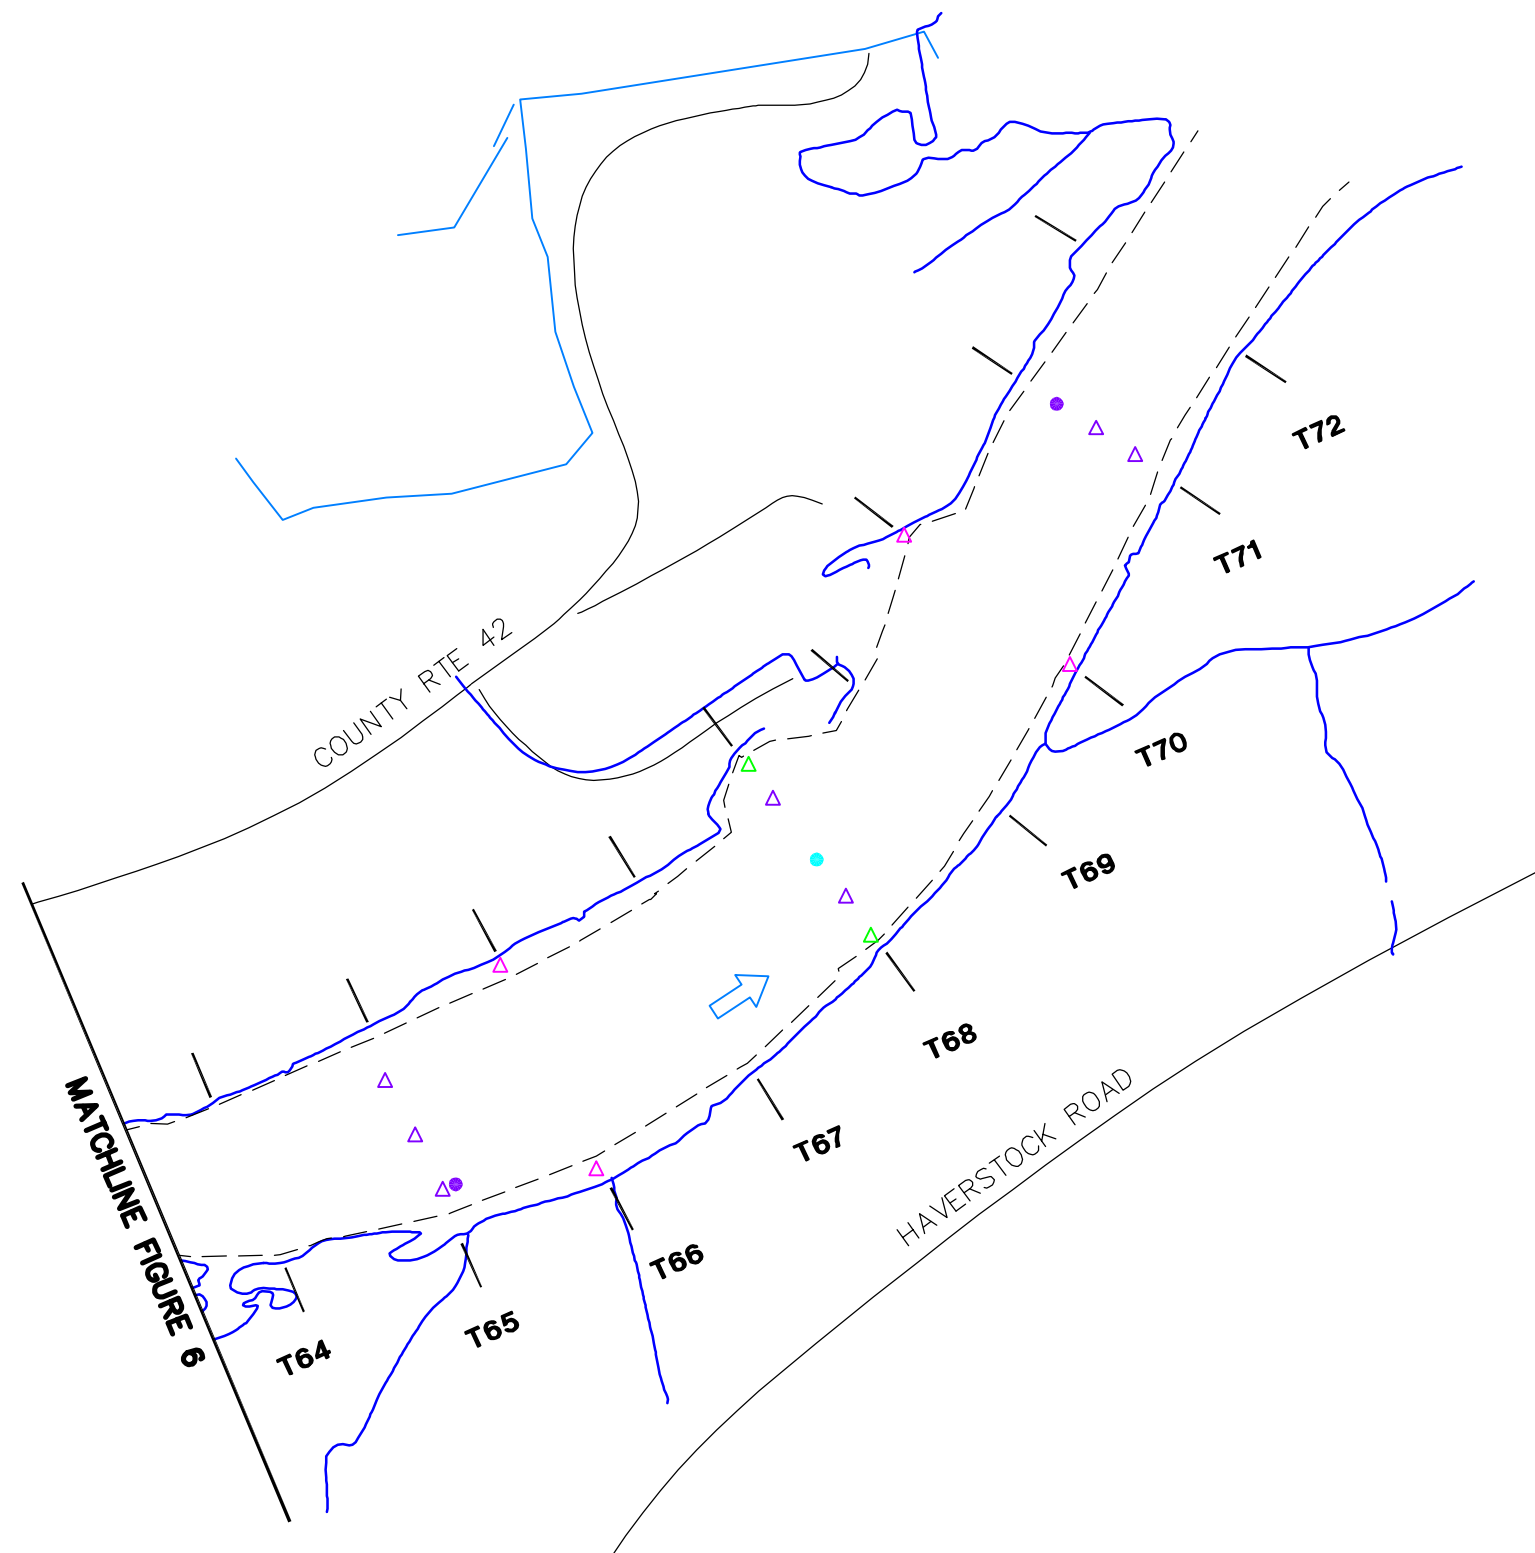 COUNTY RTE 42
T72
T71
T70
T69
T68
T67
T66
T65
T64
HAVERSTOCK ROAD
MATCHLINE FIGURE 6